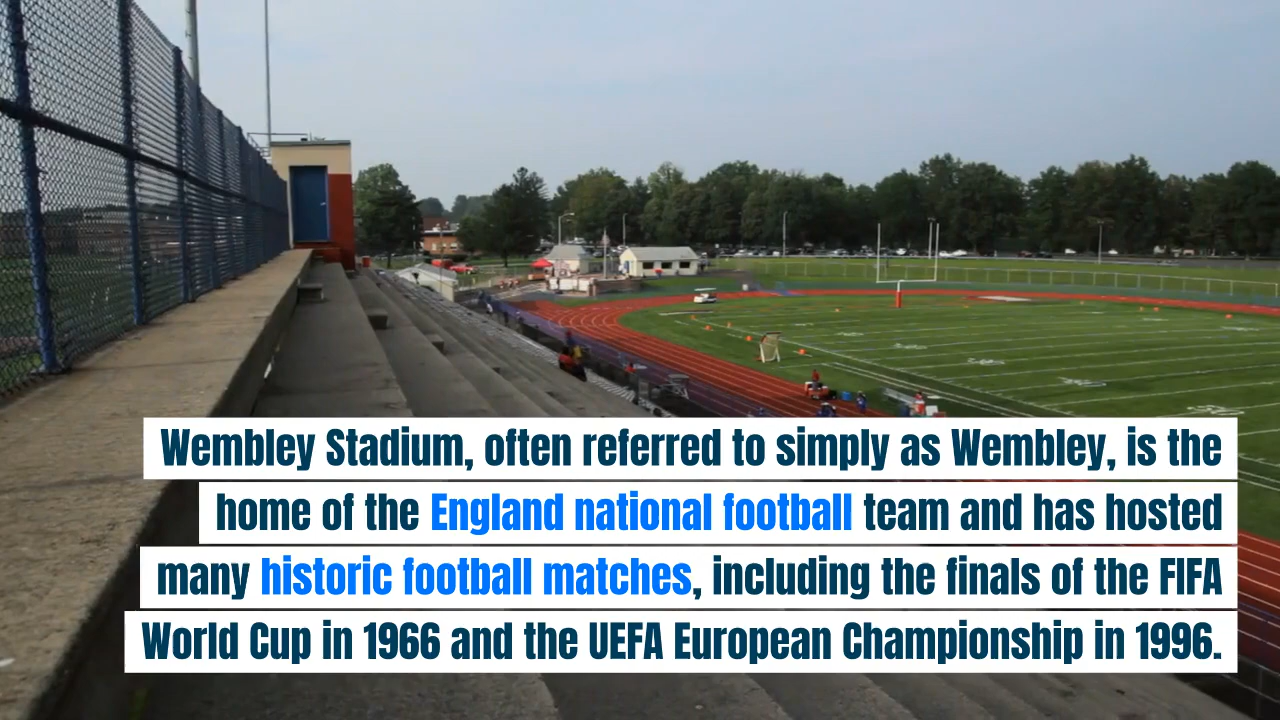 Wembley Stadium, often referred to simply as Wembley, is the
home of the England national football team and has hosted
many historic football matches, including the finals of the FIFA
World Cup in 1966 and the UEFA European Championship in 1996.